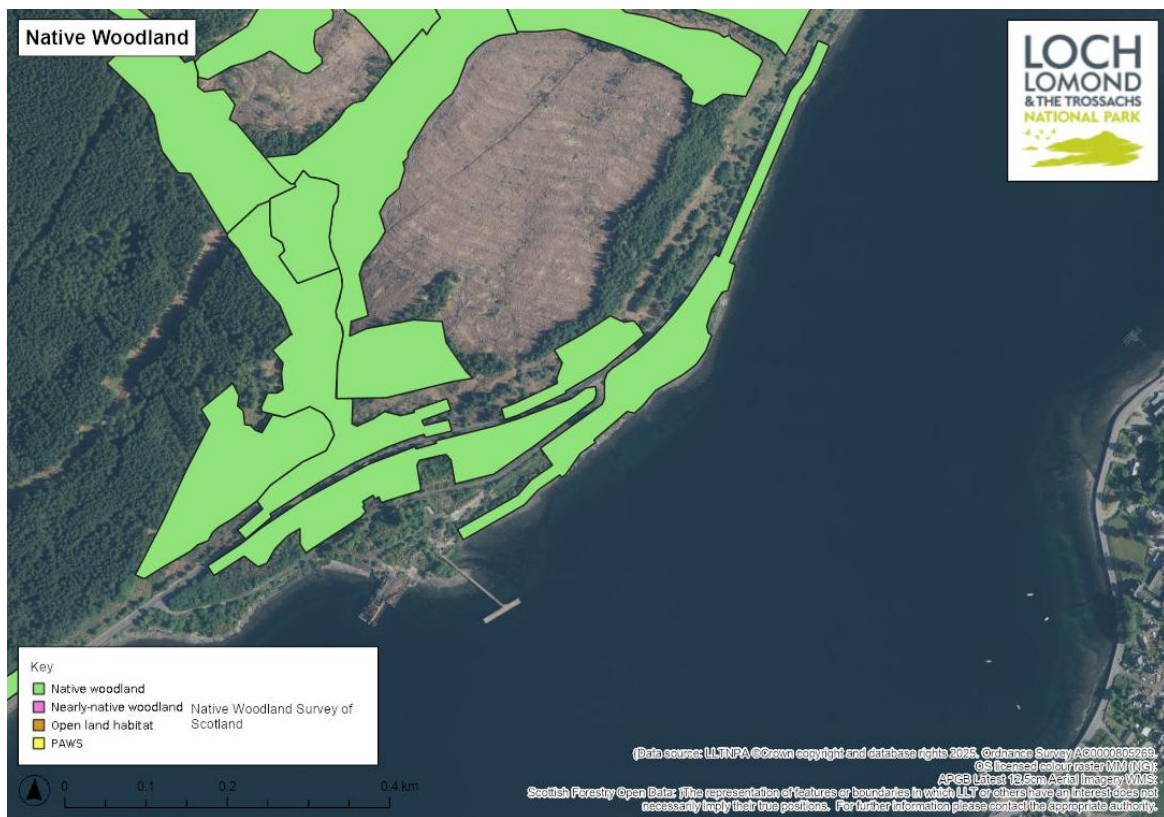 Native Woodland
LOCH
LOMOND
& THE TROSSACHS
NATIONAL PARK
Key
Native woodland
Nearly-native woodland
Open land habitat
PAWS
Native Woodland Survey of
Scotland
0
0.1
0.2
0.4 km
(Data source: LLTNPA ©Crown copyright and database rights 2025. Ordnance Survey AC0000805269.
OS licensed colour raster MM (NG);
APGB Latest 12.5cm Aerial Imagery WMS;
Scottish Forestry Open Data; )The representation of features or boundaries in which LLT or others have an interest does not
necessarily imply their true positions. For further information please contact the appropriate authority.